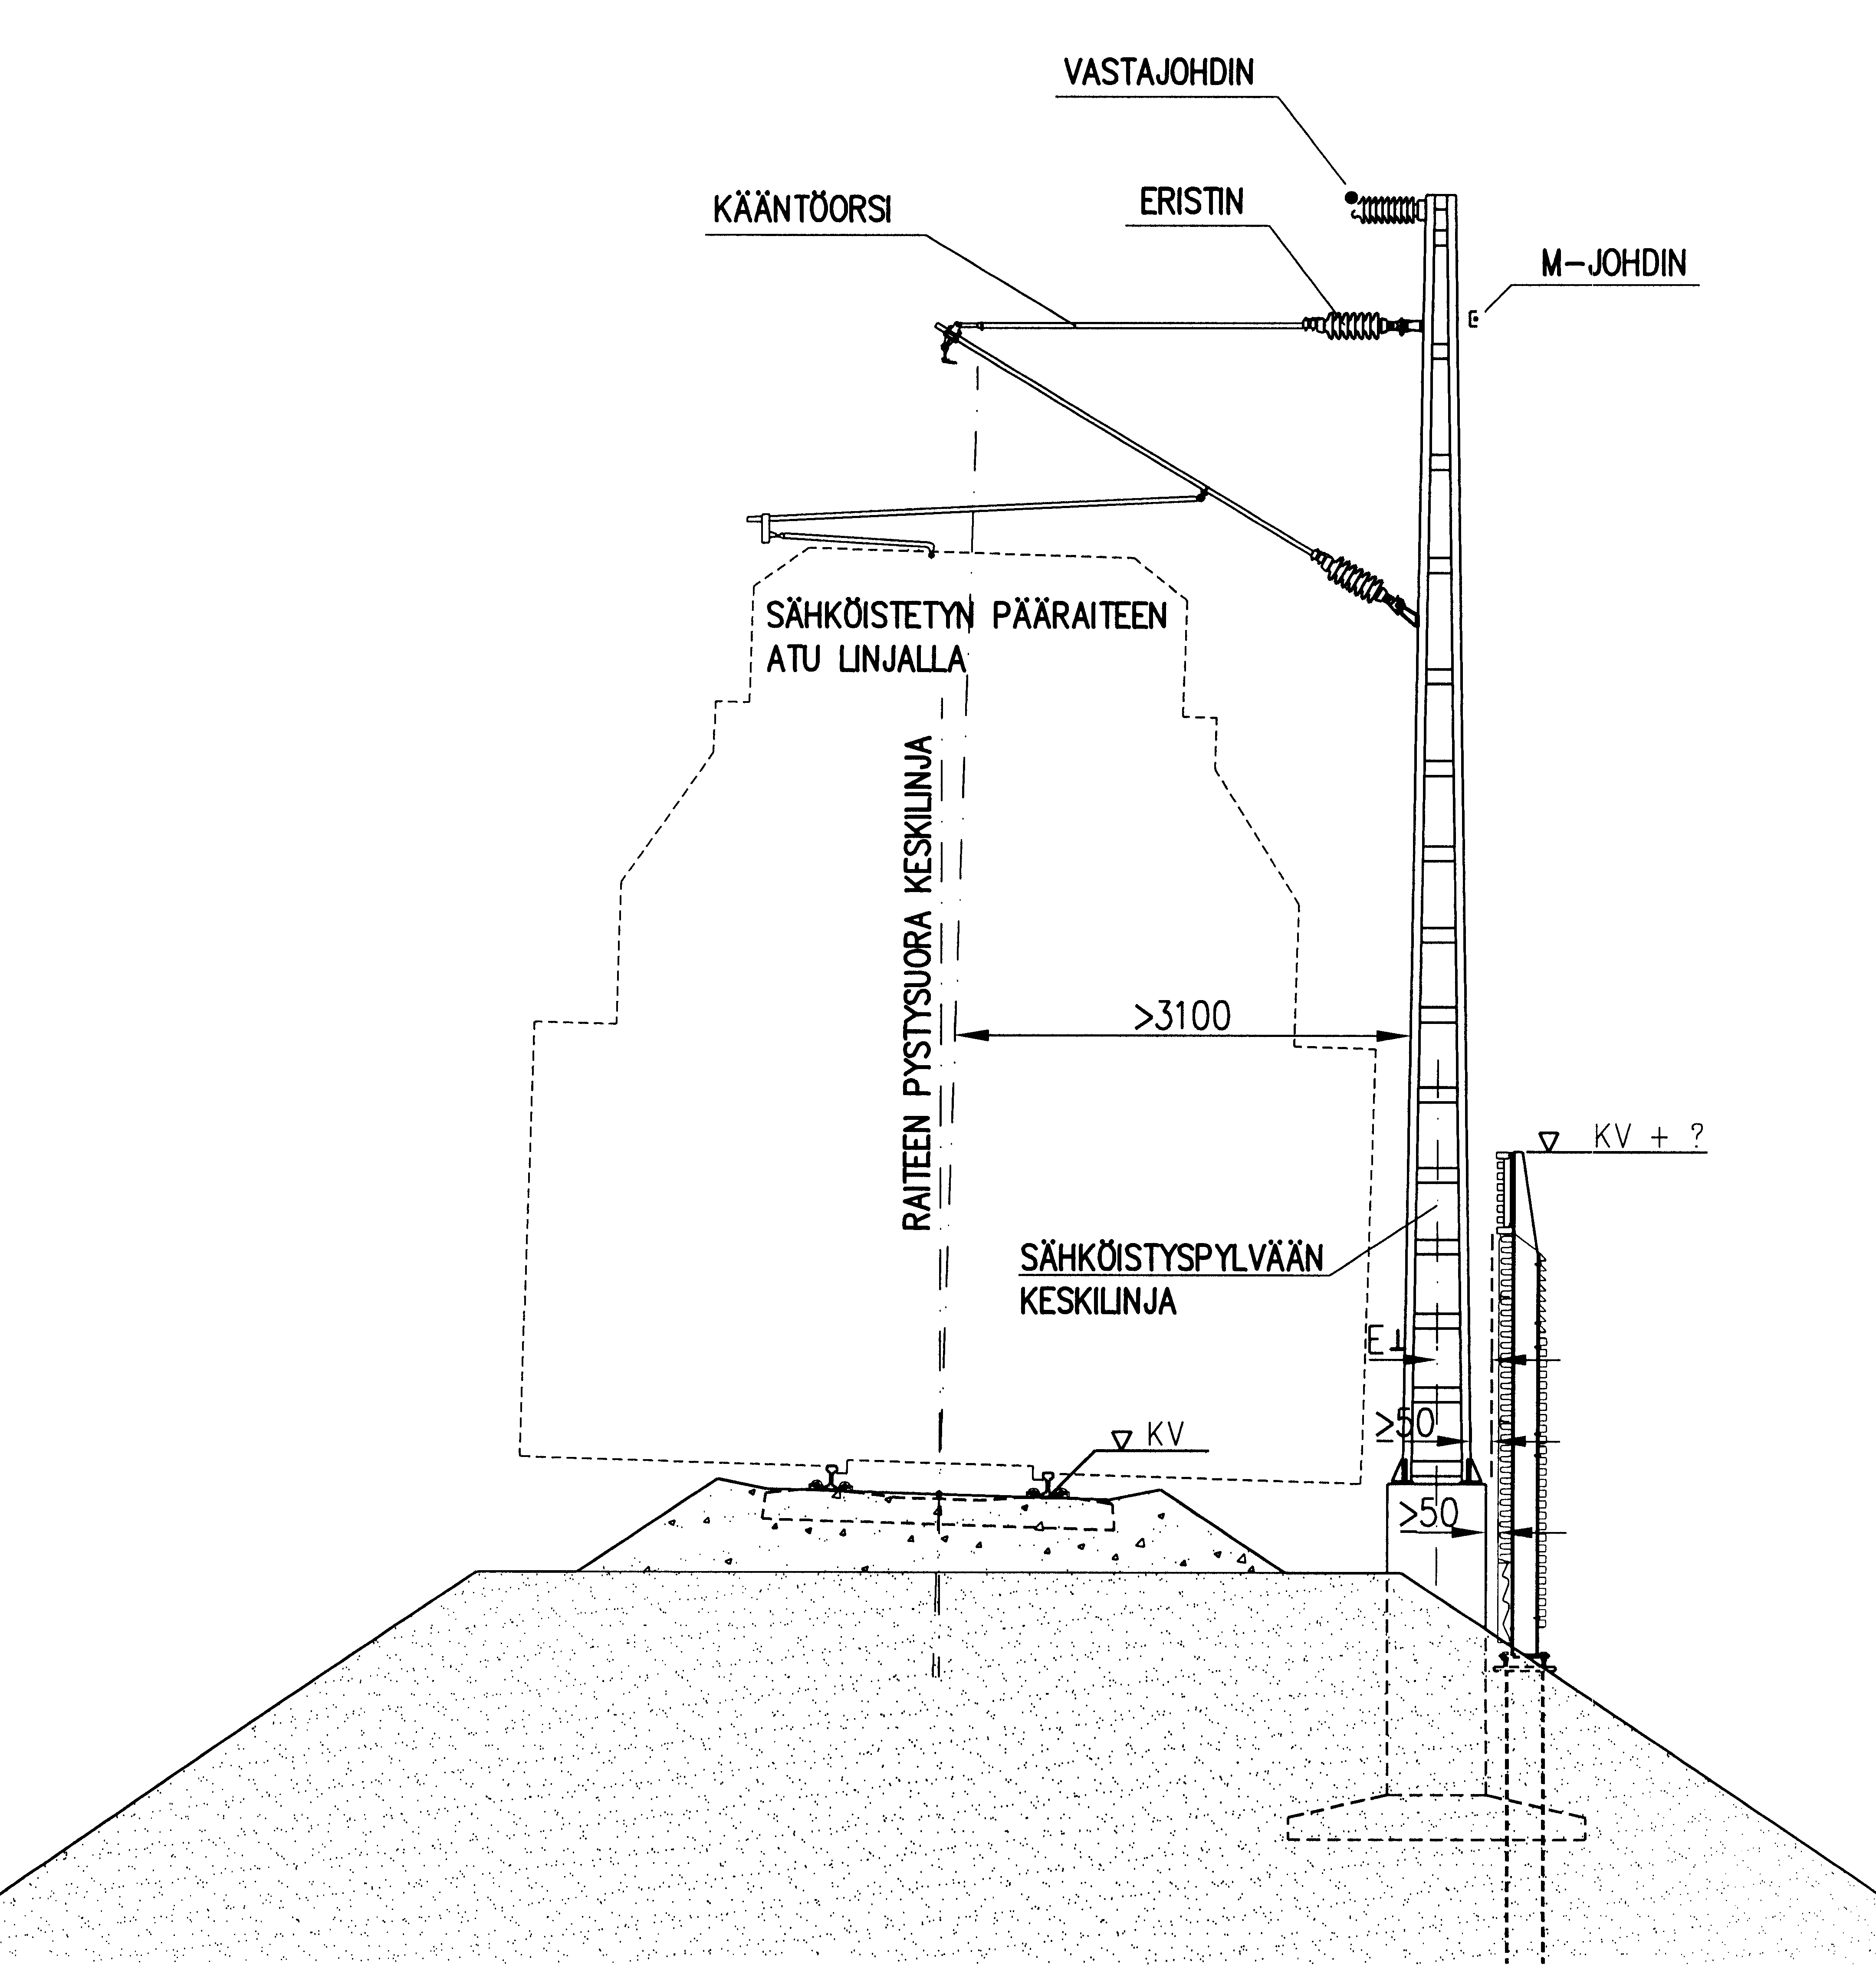 VASTAJOHDIN
KÄÄNTÖORSI
ERISTIN
M-JOHDIN
SÄHKÖISTETYN PÄÄRAITEEN
ATU LINJALLA
RAITEEN PYSTYSUORA KESKILINJA
>3100
KV + ?
SÄHKÖISTYSPYLVÄÄN
KESKILINJA
E⊥
≥50
KV
>50